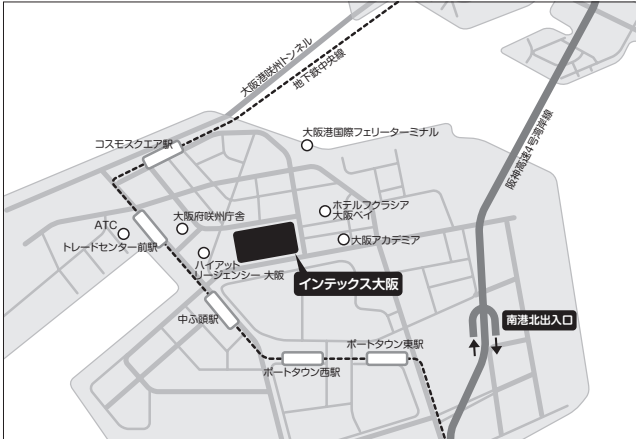 大阪港咲洲トンネル
地下鉄中央線
阪神高速4号湾岸線
大阪港国際フェリーターミナル
コスモスクエア駅
ホテルフクラシア
大阪ベイ
大阪府咲洲庁舎
ATC
トレードセンター前駅
大阪アカデミア
ハイアット
リージェンシー 大阪
インテックス大阪
中ふ頭駅
南港北出入口
ポートタウン東駅
ポートタウン西駅